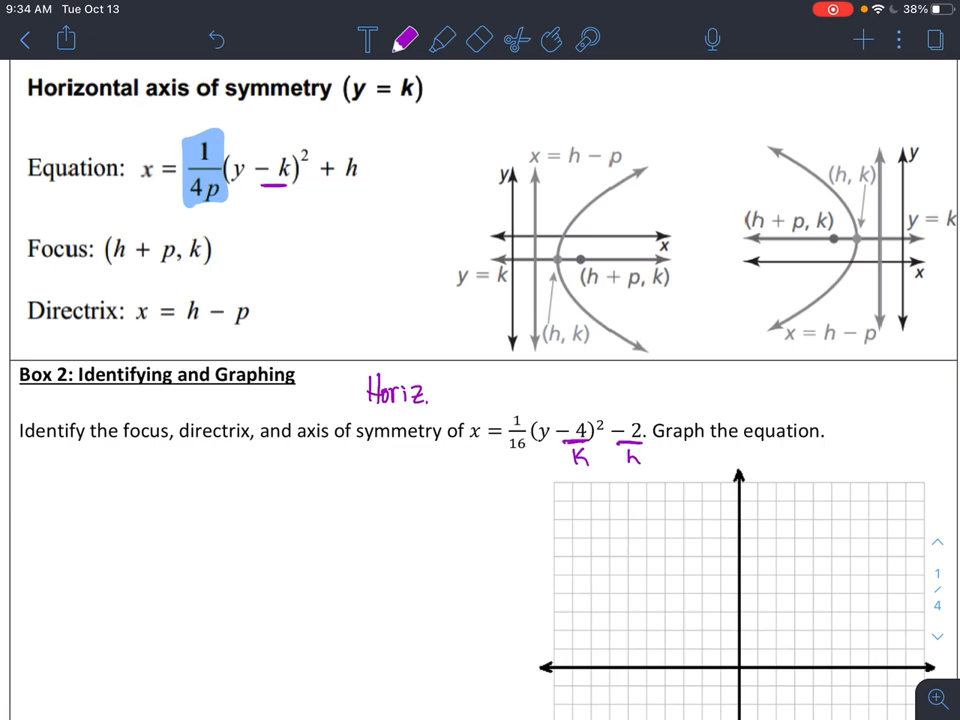 9:34 AM Tue Oct 13 38%
T
Horizontal axis of symmetry (y = k)
Equation: x = 1/4p (y − k)² + h
Focus: (h + p, k)
Directrix: x = h − p
x = h − p
y
x
y = k
(h + p, k)
(h, k)
y
(h, k)
(h + p, k)
y = k
x
x = h − p
Box 2: Identifying and Graphing
Horiz.
Identify the focus, directrix, and axis of symmetry of x = 1/16 (y − 4)² − 2. Graph the equation.
K h
1
/
4